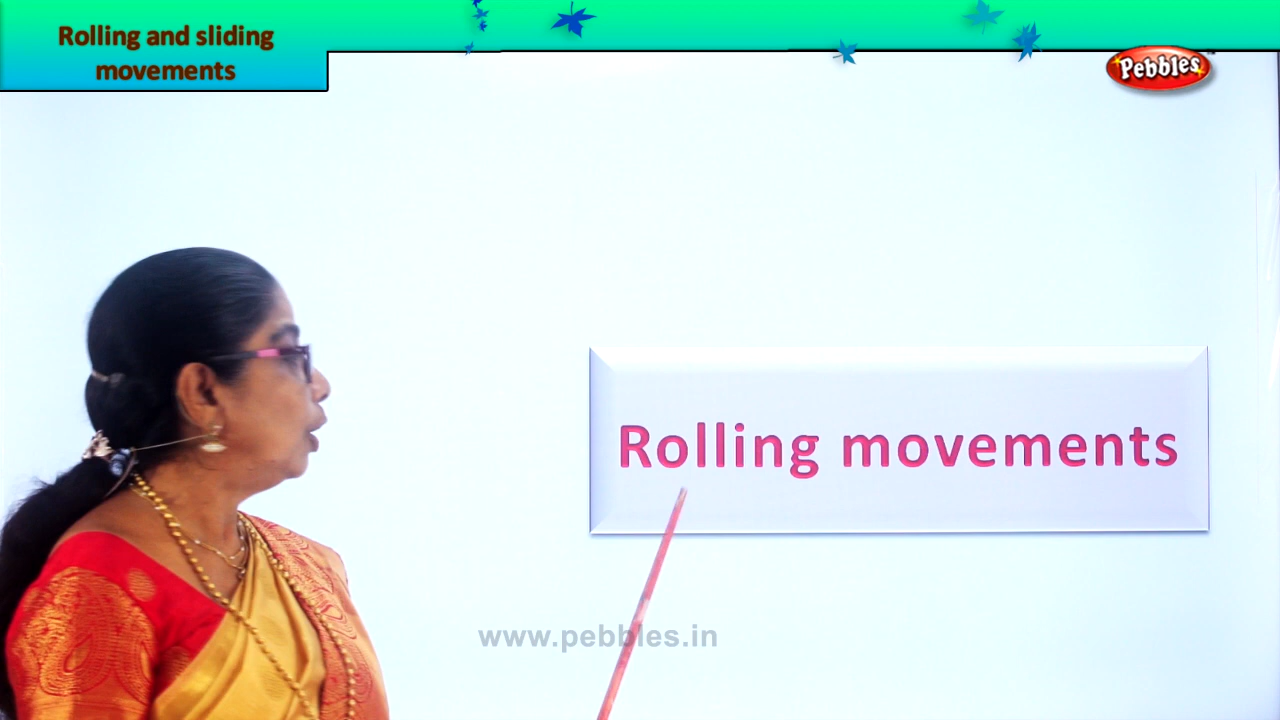 Rolling and sliding
movements
Pebbles
Rolling movements
www.pebbles.in